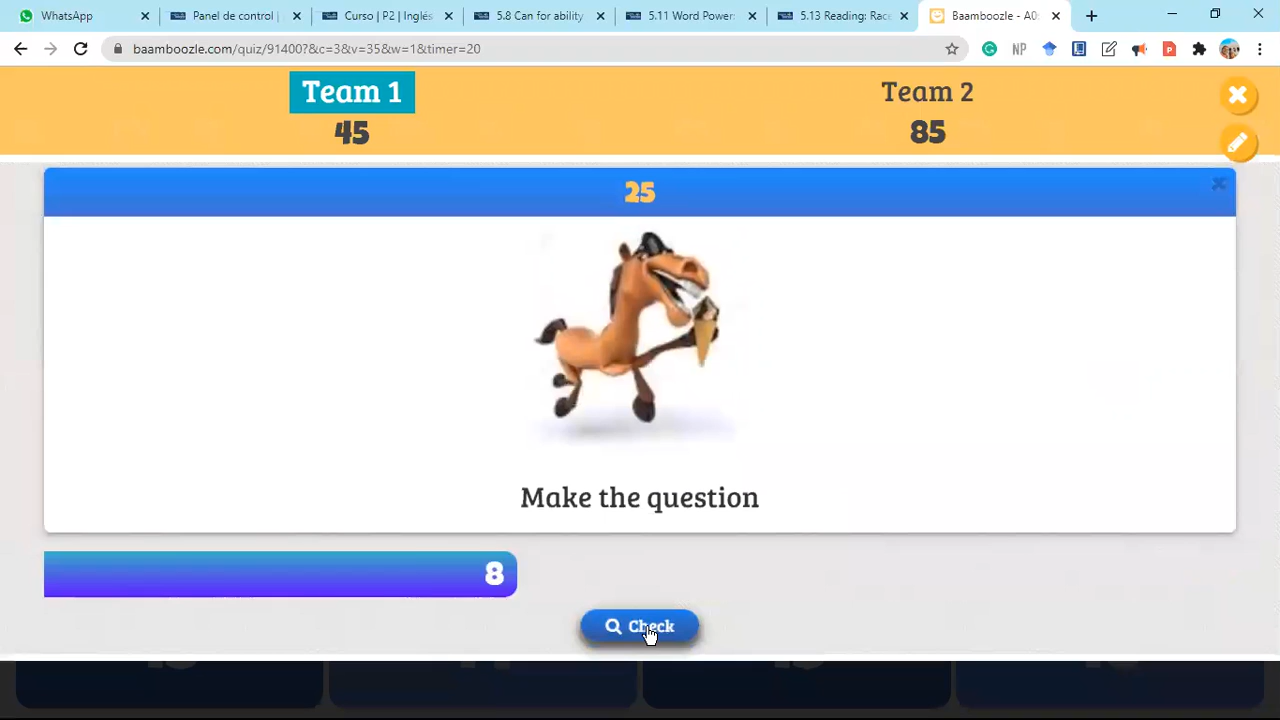 WhatsApp
Panel de control |
Curso | P2 | Inglés
5.8 Can for ability
5.11 Word Power:
5.13 Reading: Race
Baamboozle - A0:
baamboozle.com/quiz/91400?&c=3&v=35&w=1&timer=20
NP
Team 1
45
Team 2
85
25
Make the question
8
Check